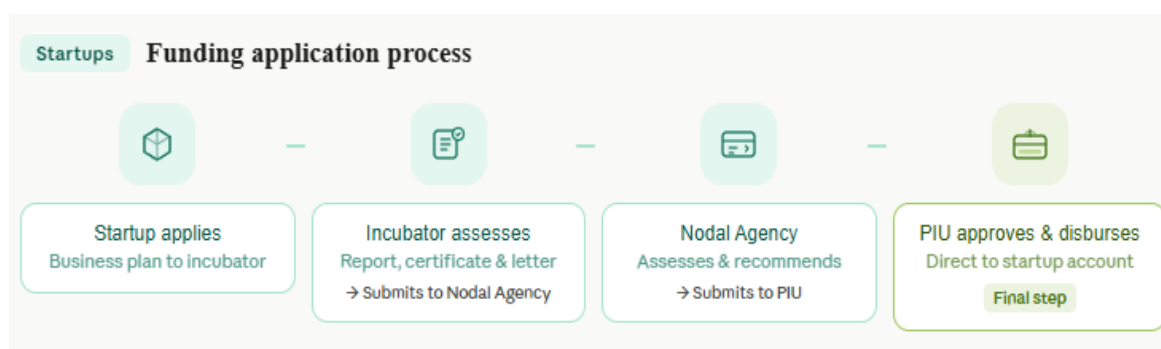 Startups
Funding application process
Startup applies
Business plan to incubator
Incubator assesses
Report, certificate & letter
→ Submits to Nodal Agency
Nodal Agency
Assesses & recommends
→ Submits to PIU
PIU approves & disburses
Direct to startup account
Final step